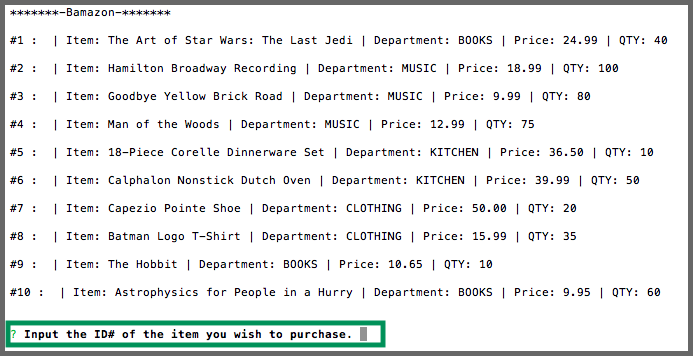 *******-Bamazon-*******
#1 :  | Item: The Art of Star Wars: The Last Jedi | Department: BOOKS | Price: 24.99 | QTY: 40
#2 :  | Item: Hamilton Broadway Recording | Department: MUSIC | Price: 18.99 | QTY: 100
#3 :  | Item: Goodbye Yellow Brick Road | Department: MUSIC | Price: 9.99 | QTY: 80
#4 :  | Item: Man of the Woods | Department: MUSIC | Price: 12.99 | QTY: 75
#5 :  | Item: 18-Piece Corelle Dinnerware Set | Department: KITCHEN | Price: 36.50 | QTY: 10
#6 :  | Item: Calphalon Nonstick Dutch Oven | Department: KITCHEN | Price: 39.99 | QTY: 50
#7 :  | Item: Capezio Pointe Shoe | Department: CLOTHING | Price: 50.00 | QTY: 20
#8 :  | Item: Batman Logo T-Shirt | Department: CLOTHING | Price: 15.99 | QTY: 35
#9 :  | Item: The Hobbit | Department: BOOKS | Price: 10.65 | QTY: 10
#10 :  | Item: Astrophysics for People in a Hurry | Department: BOOKS | Price: 9.95 | QTY: 60
? Input the ID# of the item you wish to purchase.